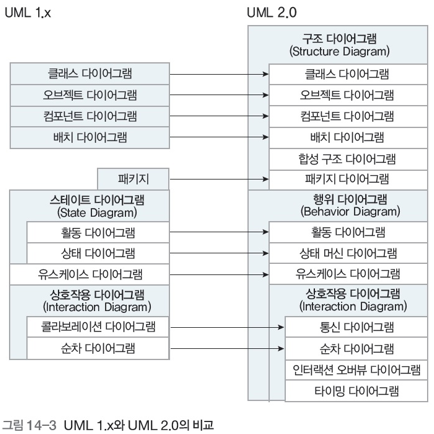 UML 1.x
UML 2.0
구조 다이어그램
(Structure Diagram)
클래스 다이어그램
클래스 다이어그램
오브젝트 다이어그램
오브젝트 다이어그램
컴포넌트 다이어그램
컴포넌트 다이어그램
배치 다이어그램
배치 다이어그램
합성 구조 다이어그램
패키지
패키지 다이어그램
스테이트 다이어그램
(State Diagram)
행위 다이어그램
(Behavior Diagram)
활동 다이어그램
활동 다이어그램
상태 다이어그램
상태 머신 다이어그램
유스케이스 다이어그램
유스케이스 다이어그램
상호작용 다이어그램
(Interaction Diagram)
상호작용 다이어그램
(Interaction Diagram)
콜라보레이션 다이어그램
통신 다이어그램
순차 다이어그램
순차 다이어그램
인터랙션 오버뷰 다이어그램
타이밍 다이어그램
그림 14-3 UML 1.x와 UML 2.0의 비교